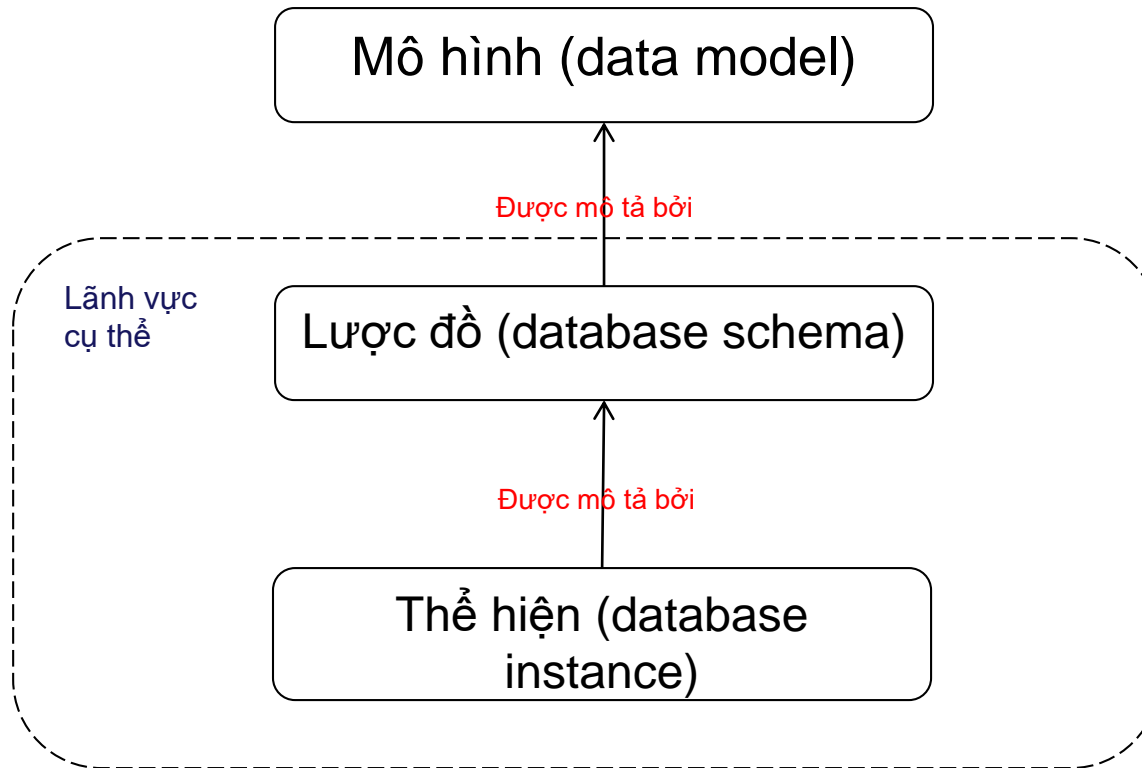 Mô hình (data model)
Được mô tả bởi
Lãnh vực
cụ thể
Lược đồ (database schema)
Được mô tả bởi
Thể hiện (database
instance)